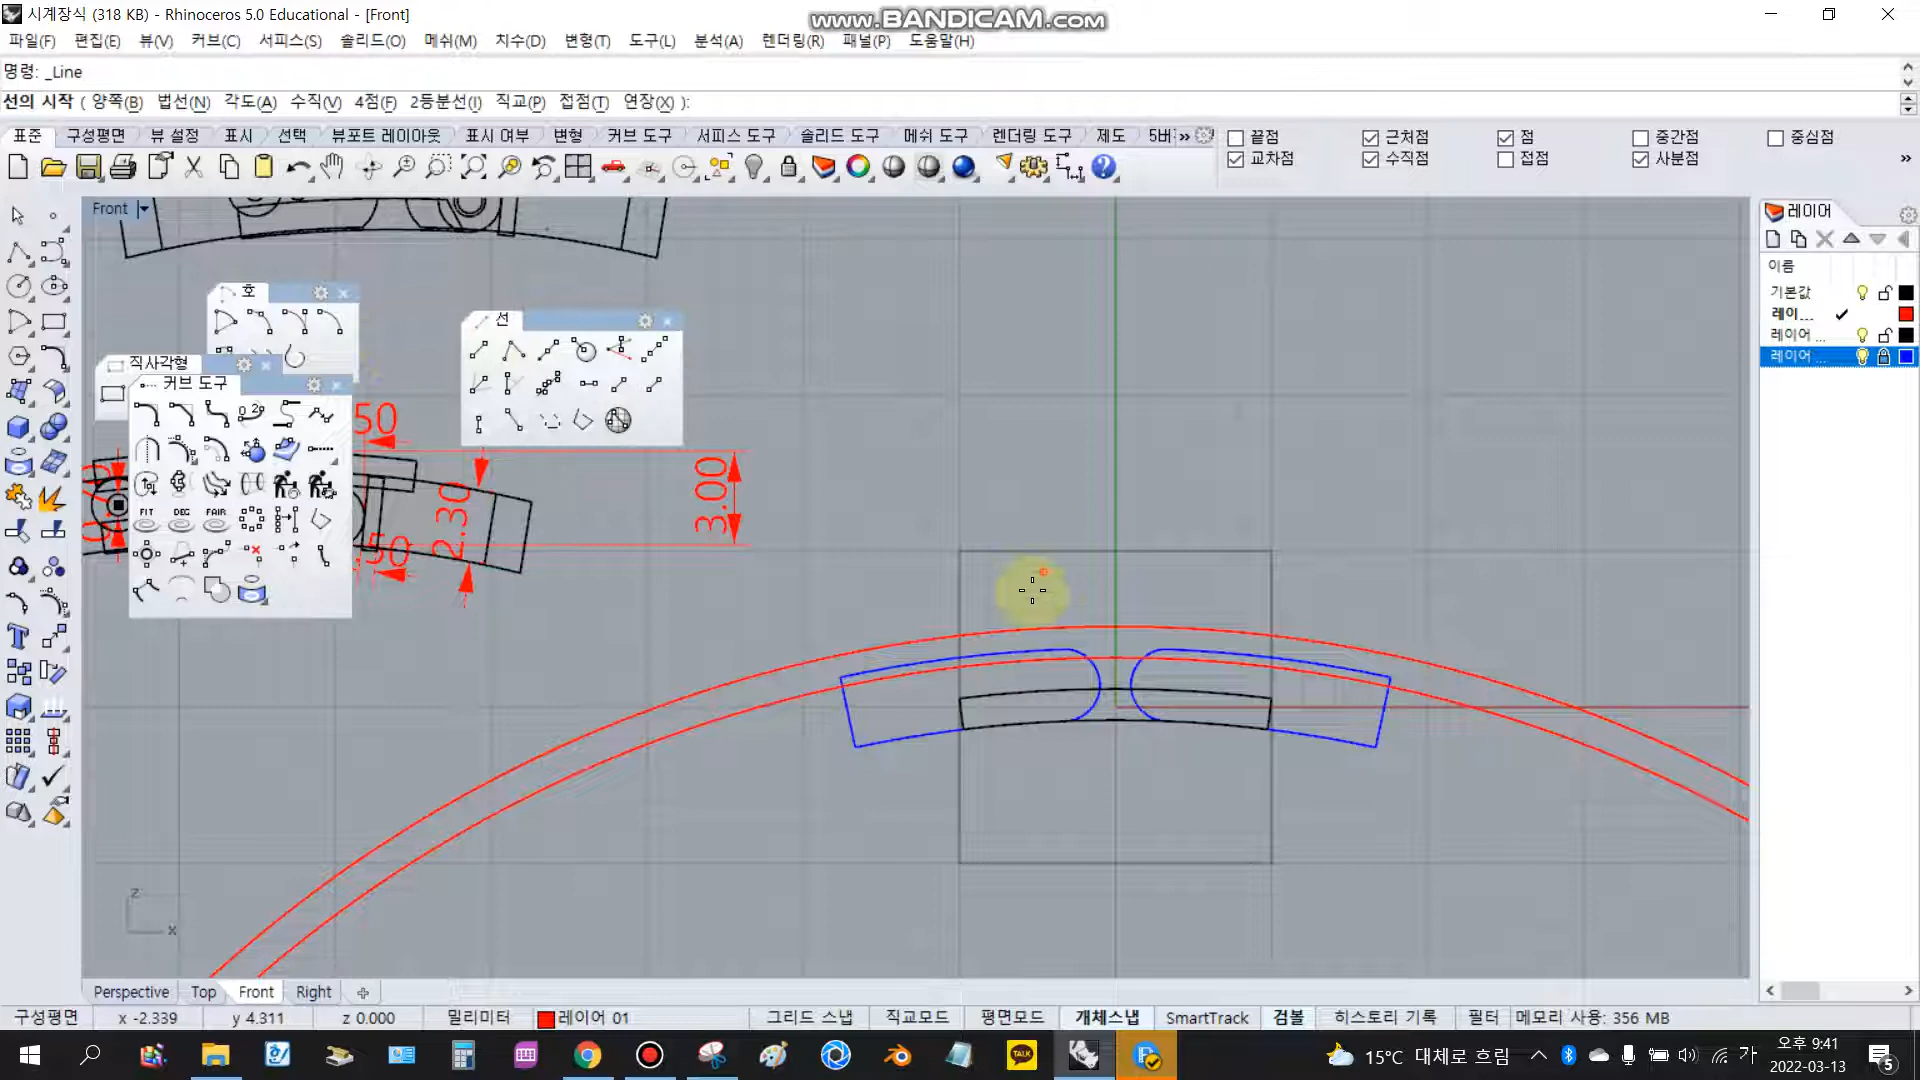 시계장식 (318 KB) - Rhinoceros 5.0 Educational - [Front]
www.BANDICAM.com
파일(F) 편집(E) 뷰(V) 커브(C) 서피스(S) 솔리드(O) 메쉬(M) 치수(D) 변형(T) 도구(L) 분석(A) 렌더링(R) 패널(P) 도움말(H)
명령: _Line
선의 시작 ( 양쪽(B) 법선(N) 각도(A) 수직(V) 4점(F) 2등분선(I) 직교(P) 접점(T) 연장(X) ):
표준 구성평면 뷰 설정 표시 선택 뷰포트 레이아웃 표시 여부 변형 커브 도구 서피스 도구 솔리드 도구 메쉬 도구 렌더링 도구 제도 5버 »
끝점 근처점 점 중간점 중심점
교차점 수직점 접점 사분점 »
Front
레이어
이름
기본값
레이...
레이어 ...
레이어 ...
호
선
직사각형
커브 도구
FIT DEG FAIR
50
3.00
2.30
.50
z
x
Perspective Top Front Right
구성평면 x -2.339 y 4.311 z 0.000 밀리미터 레이어 01 그리드 스냅 직교모드 평면모드 개체스냅 SmartTrack 검볼 히스토리 기록 필터 메모리 사용: 356 MB
TALK
15°C 대체로 흐림 가 오후 9:41
2022-03-13
5